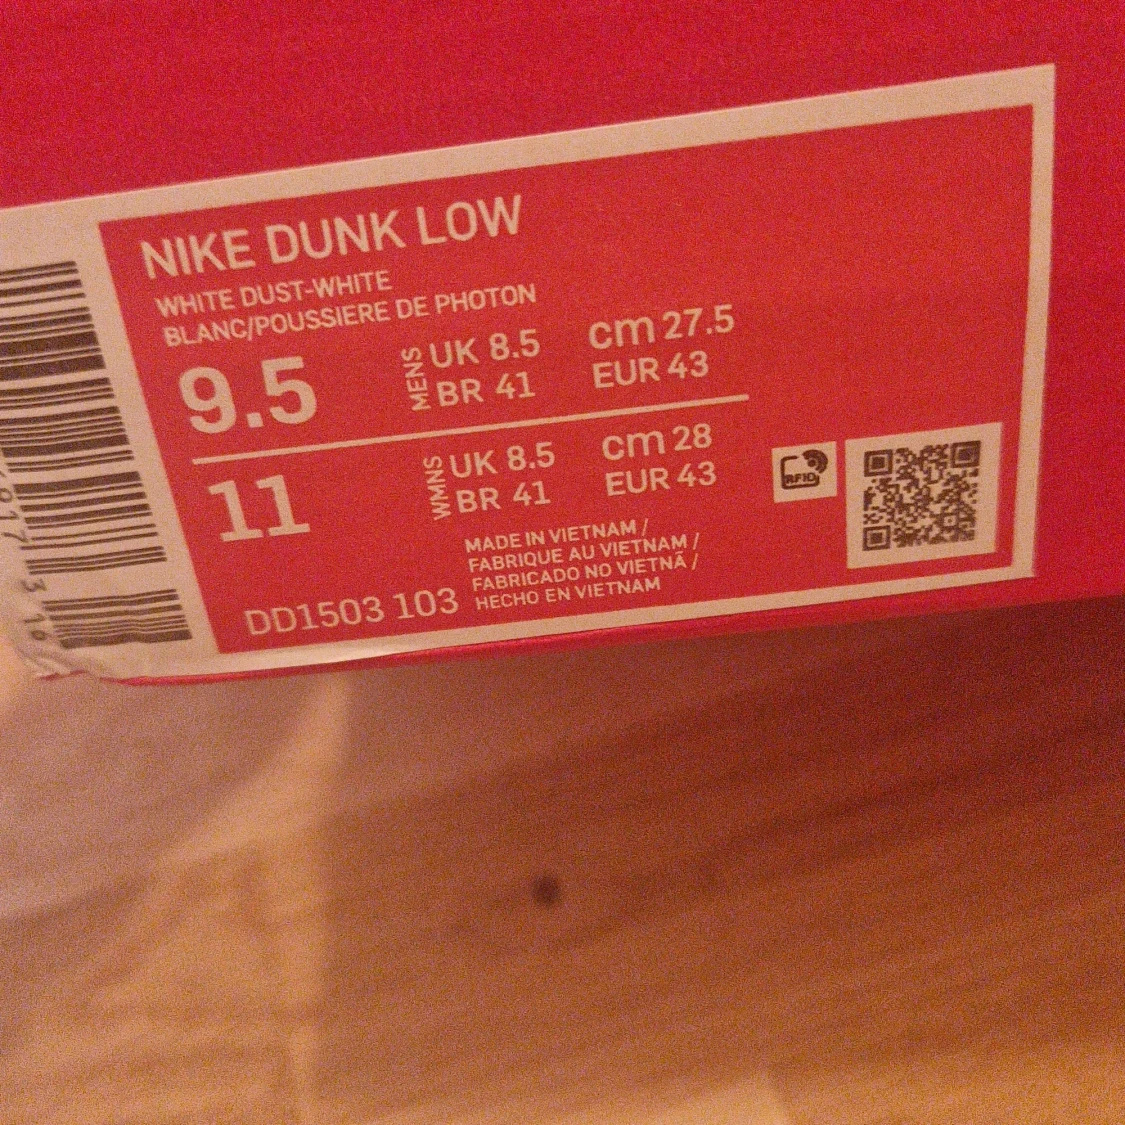 NIKE DUNK LOW
WHITE DUST-WHITE
BLANC/POUSSIERE DE PHOTON
9.5 MENS UK 8.5 cm 27.5
BR 41 EUR 43
11 WMNS UK 8.5 cm 28
BR 41 EUR 43
RFID
MADE IN VIETNAM /
FABRIQUE AU VIETNAM /
FABRICADO NO VIETNÃ /
HECHO EN VIETNAM
DD1503 103